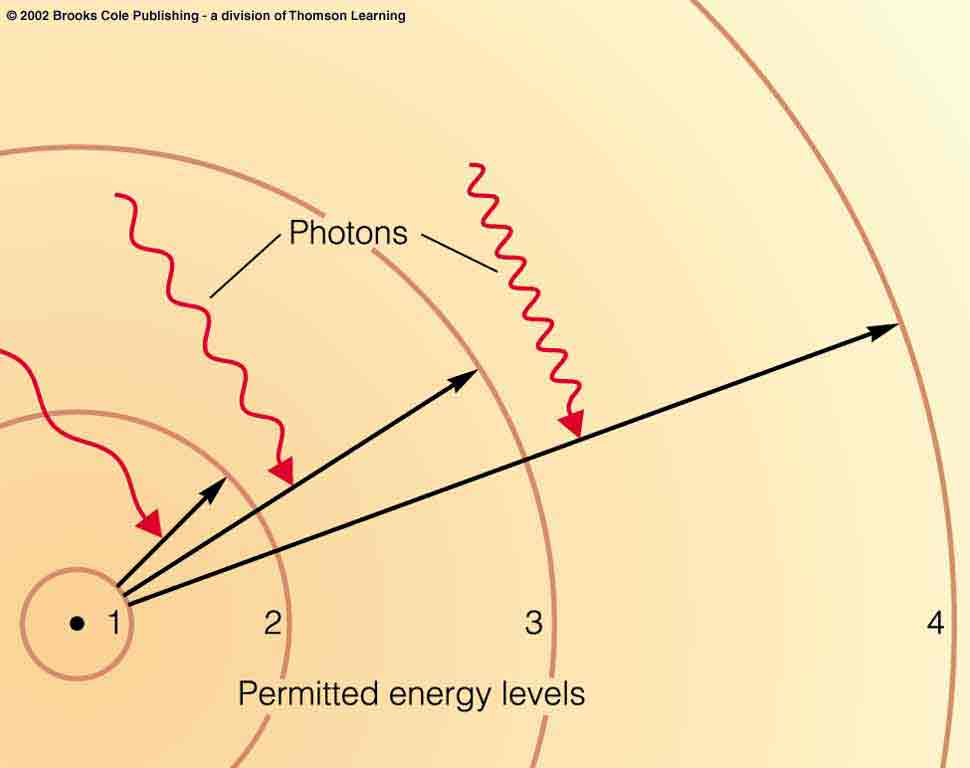 © 2002 Brooks Cole Publishing - a division of Thomson Learning
Photons
1 2 3 4
Permitted energy levels